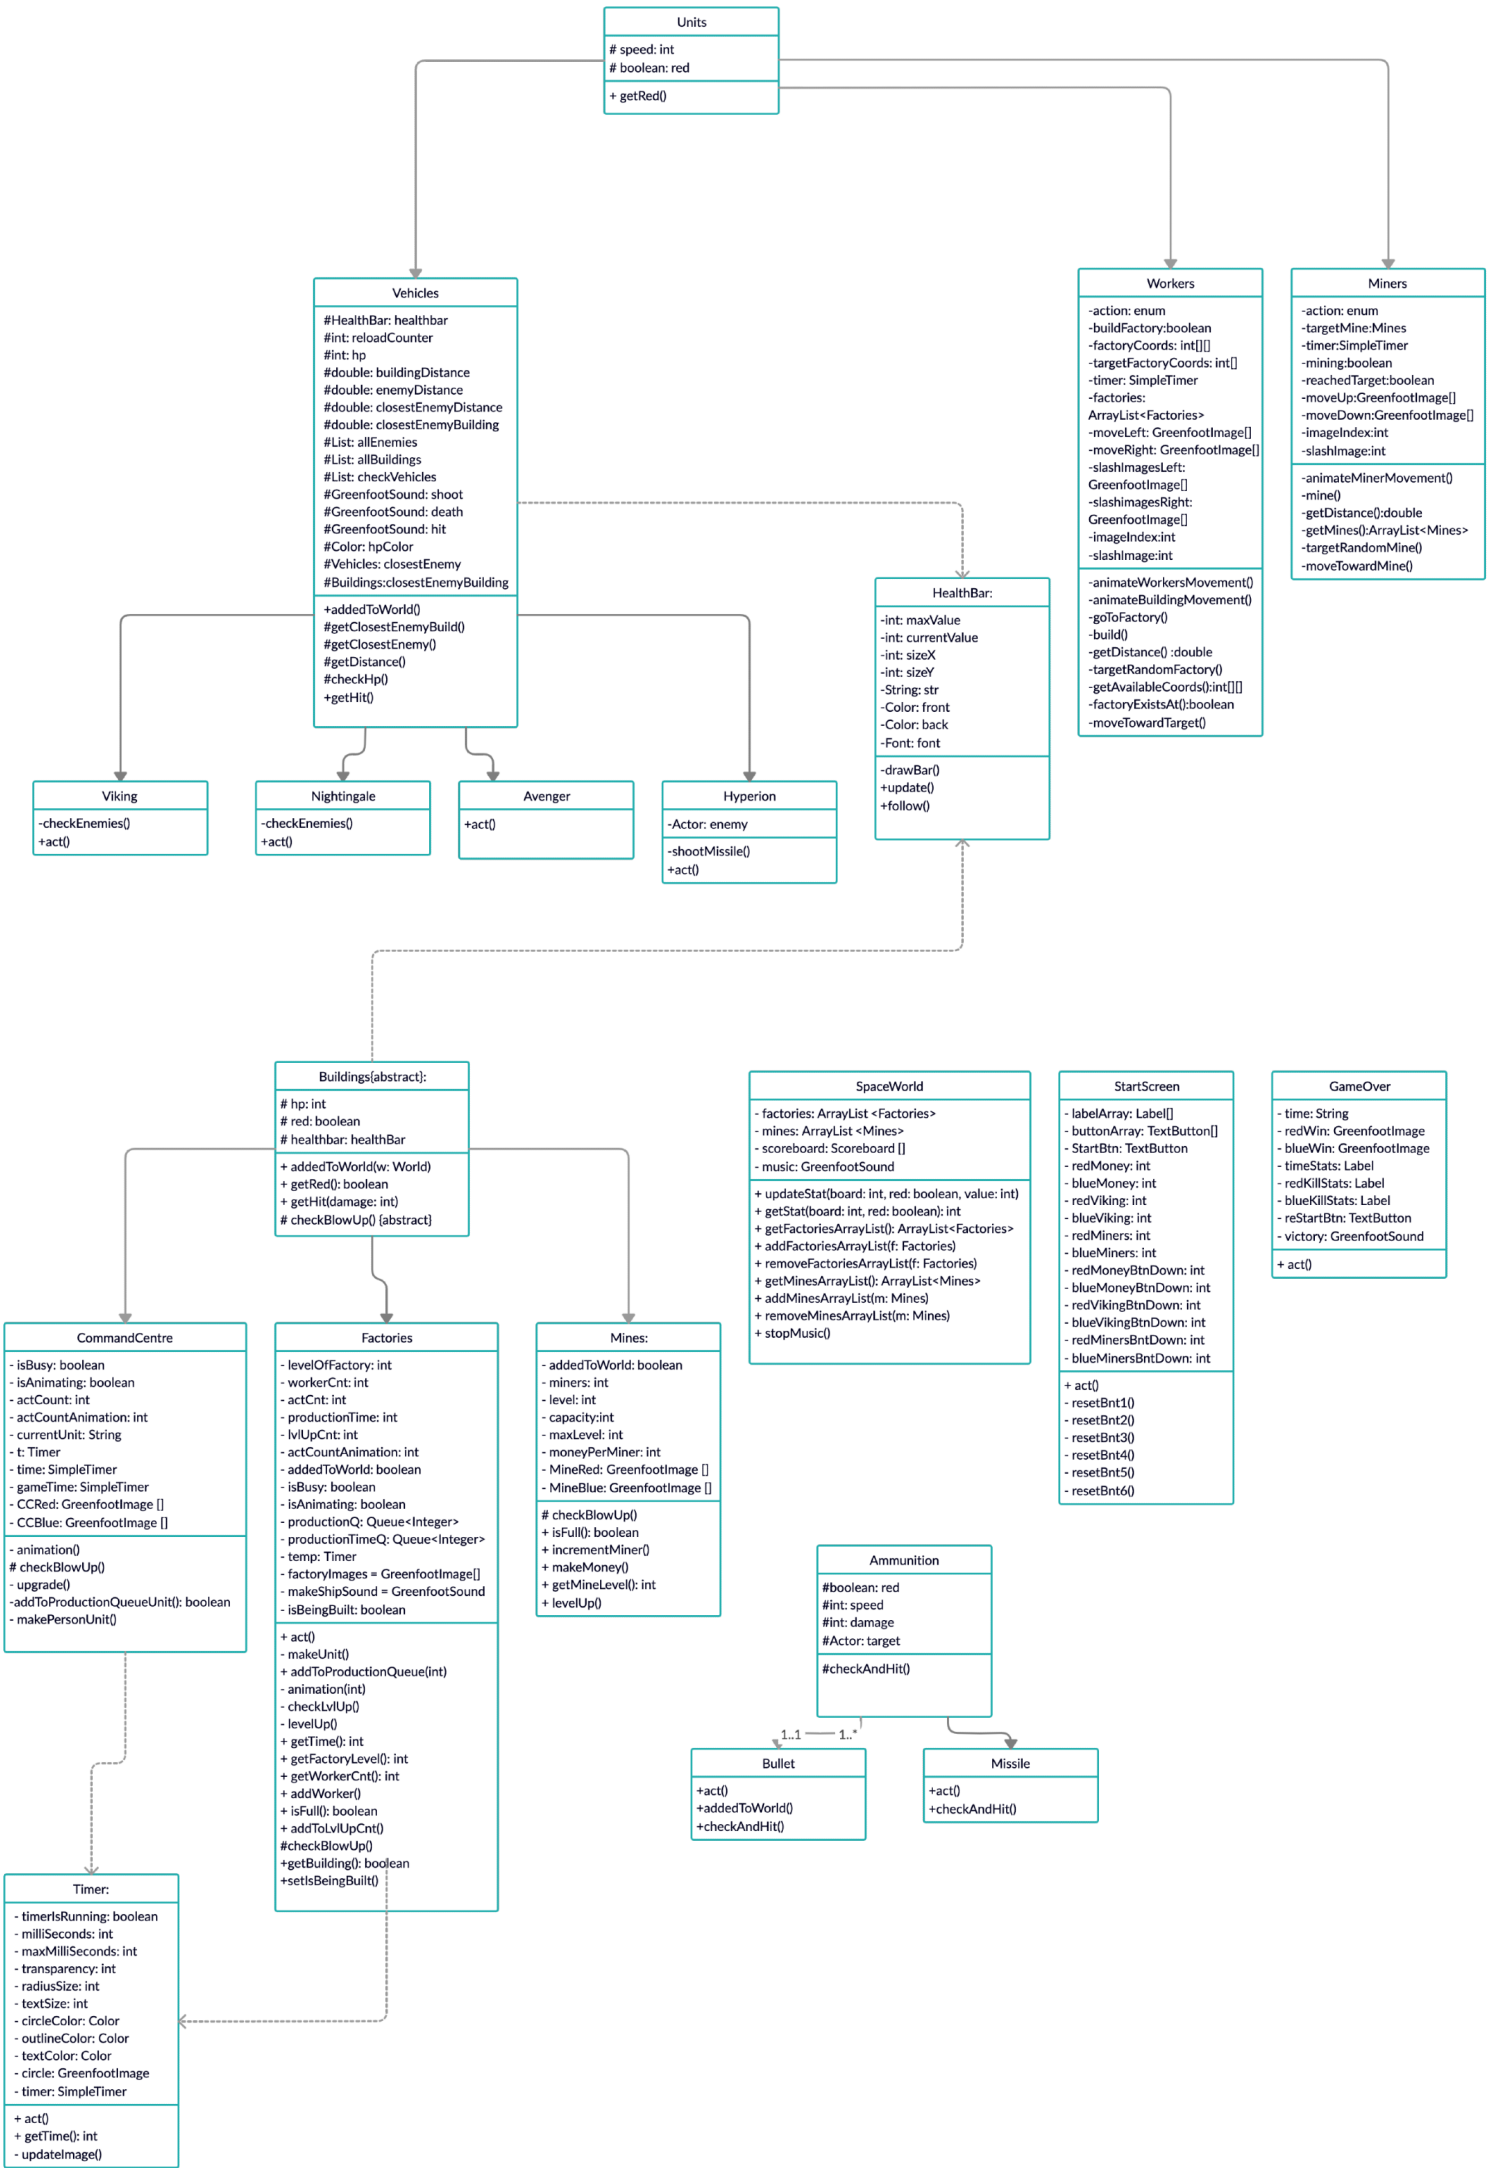 Units
# speed: int
# boolean: red
+ getRed()
Vehicles
#HealthBar: healthbar
#int: reloadCounter
#int: hp
#double: buildingDistance
#double: enemyDistance
#double: closestEnemyDistance
#double: closestEnemyBuilding
#List: allEnemies
#List: allBuildings
#List: checkVehicles
#GreenfootSound: shoot
#GreenfootSound: death
#GreenfootSound: hit
#Color: hpColor
#Vehicles: closestEnemy
#Buildings:closestEnemyBuilding
+addedToWorld()
#getClosestEnemyBuild()
#getClosestEnemy()
#getDistance()
#checkHp()
+getHit()
Workers
-action: enum
-buildFactory:boolean
-factoryCoords: int[][]
-targetFactoryCoords: int[]
-timer: SimpleTimer
-factories:
ArrayList<Factories>
-moveLeft: GreenfootImage[]
-moveRight: GreenfootImage[]
-slashImagesLeft:
GreenfootImage[]
-slashimagesRight:
GreenfootImage[]
-imageIndex:int
-slashImage:int
-animateWorkersMovement()
-animateBuildingMovement()
-goToFactory()
-build()
-getDistance() :double
-targetRandomFactory()
-getAvailableCoords():int[][]
-factoryExistsAt():boolean
-moveTowardTarget()
Miners
-action: enum
-targetMine:Mines
-timer:SimpleTimer
-mining:boolean
-reachedTarget:boolean
-moveUp:GreenfootImage[]
-moveDown:GreenfootImage[]
-imageIndex:int
-slashImage:int
-animateMinerMovement()
-mine()
-getDistance():double
-getMines():ArrayList<Mines>
-targetRandomMine()
-moveTowardMine()
HealthBar:
-int: maxValue
-int: currentValue
-int: sizeX
-int: sizeY
-String: str
-Color: front
-Color: back
-Font: font
-drawBar()
+update()
+follow()
Viking
-checkEnemies()
+act()
Nightingale
-checkEnemies()
+act()
Avenger
+act()
Hyperion
-Actor: enemy
-shootMissile()
+act()
Buildings{abstract}:
# hp: int
# red: boolean
# healthbar: healthBar
+ addedToWorld(w: World)
+ getRed(): boolean
+ getHit(damage: int)
# checkBlowUp() {abstract}
SpaceWorld
- factories: ArrayList <Factories>
- mines: ArrayList <Mines>
- scoreboard: Scoreboard []
- music: GreenfootSound
+ updateStat(board: int, red: boolean, value: int)
+ getStat(board: int, red: boolean): int
+ getFactoriesArrayList(): ArrayList<Factories>
+ addFactoriesArrayList(f: Factories)
+ removeFactoriesArrayList(f: Factories)
+ getMinesArrayList(): ArrayList<Mines>
+ addMinesArrayList(m: Mines)
+ removeMinesArrayList(m: Mines)
+ stopMusic()
StartScreen
- labelArray: Label[]
- buttonArray: TextButton[]
- StartBtn: TextButton
- redMoney: int
- blueMoney: int
- redViking: int
- blueViking: int
- redMiners: int
- blueMiners: int
- redMoneyBtnDown: int
- blueMoneyBtnDown: int
- redVikingBtnDown: int
- blueVikingBtnDown: int
- redMinersBntDown: int
- blueMinersBntDown: int
+ act()
- resetBnt1()
- resetBnt2()
- resetBnt3()
- resetBnt4()
- resetBnt5()
- resetBnt6()
GameOver
- time: String
- redWin: GreenfootImage
- blueWin: GreenfootImage
- timeStats: Label
- redKillStats: Label
- blueKillStats: Label
- reStartBtn: TextButton
- victory: GreenfootSound
+ act()
CommandCentre
- isBusy: boolean
- isAnimating: boolean
- actCount: int
- actCountAnimation: int
- currentUnit: String
- t: Timer
- time: SimpleTimer
- gameTime: SimpleTimer
- CCRed: GreenfootImage []
- CCBlue: GreenfootImage []
- animation()
# checkBlowUp()
- upgrade()
-addToProductionQueueUnit(): boolean
- makePersonUnit()
Factories
- levelOfFactory: int
- workerCnt: int
- actCnt: int
- productionTime: int
- lvlUpCnt: int
- actCountAnimation: int
- addedToWorld: boolean
- isBusy: boolean
- isAnimating: boolean
- productionQ: Queue<Integer>
- productionTimeQ: Queue<Integer>
- temp: Timer
- factoryImages = GreenfootImage[]
- makeShipSound = GreenfootSound
- isBeingBuilt: boolean
+ act()
- makeUnit()
+ addToProductionQueue(int)
- animation(int)
- checkLvlUp()
- levelUp()
+ getTime(): int
+ getFactoryLevel(): int
+ getWorkerCnt(): int
+ addWorker()
+ isFull(): boolean
+ addToLvlUpCnt()
#checkBlowUp()
+getBuilding(): boolean
+setIsBeingBuilt()
Mines:
- addedToWorld: boolean
- miners: int
- level: int
- capacity:int
- maxLevel: int
- moneyPerMiner: int
- MineRed: GreenfootImage []
- MineBlue: GreenfootImage []
# checkBlowUp()
+ isFull(): boolean
+ incrementMiner()
+ makeMoney()
+ getMineLevel(): int
+ levelUp()
Ammunition
#boolean: red
#int: speed
#int: damage
#Actor: target
#checkAndHit()
1..1 1..*
Bullet
+act()
+addedToWorld()
+checkAndHit()
Missile
+act()
+checkAndHit()
Timer:
- timerIsRunning: boolean
- milliSeconds: int
- maxMilliSeconds: int
- transparency: int
- radiusSize: int
- textSize: int
- circleColor: Color
- outlineColor: Color
- textColor: Color
- circle: GreenfootImage
- timer: SimpleTimer
+ act()
+ getTime(): int
- updateImage()